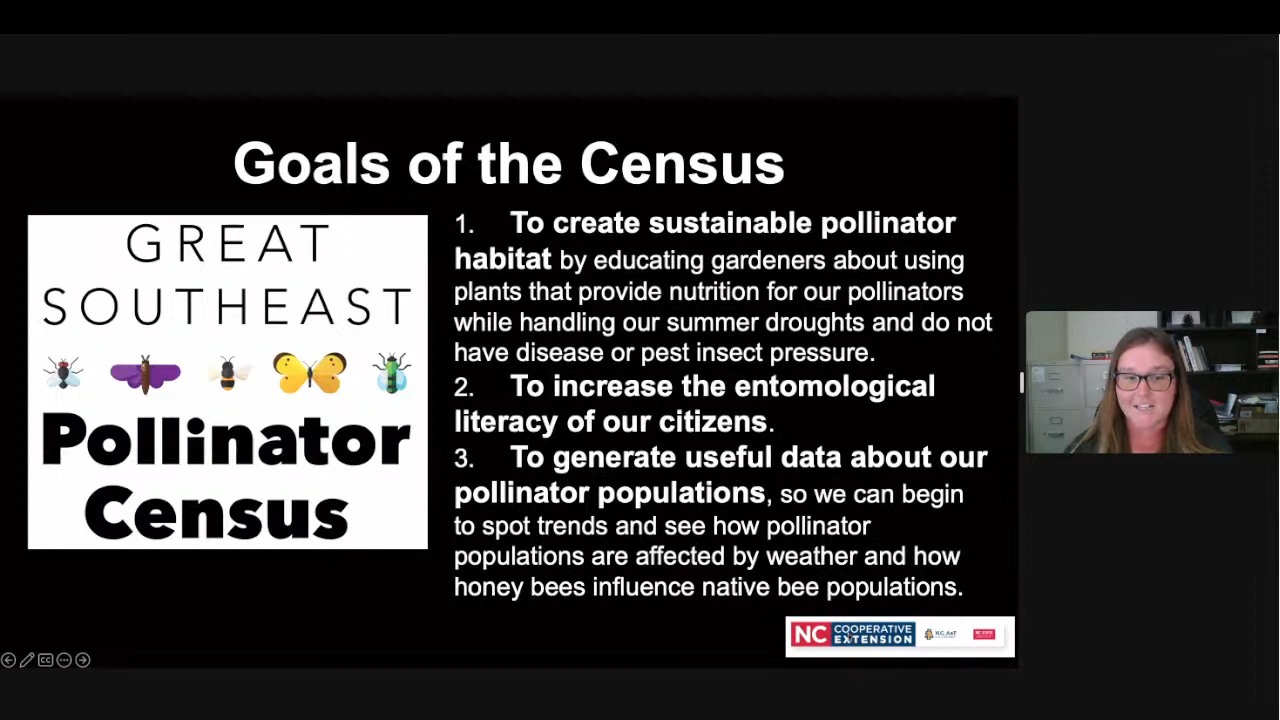 Goals of the Census
GREAT
SOUTHEAST
Pollinator
Census
1. To create sustainable pollinator
habitat by educating gardeners about using
plants that provide nutrition for our pollinators
while handling our summer droughts and do not
have disease or pest insect pressure.
2. To increase the entomological
literacy of our citizens.
3. To generate useful data about our
pollinator populations, so we can begin
to spot trends and see how pollinator
populations are affected by weather and how
honey bees influence native bee populations.
NC COOPERATIVE
EXTENSION
N.C. A&T
NC STATE
CC